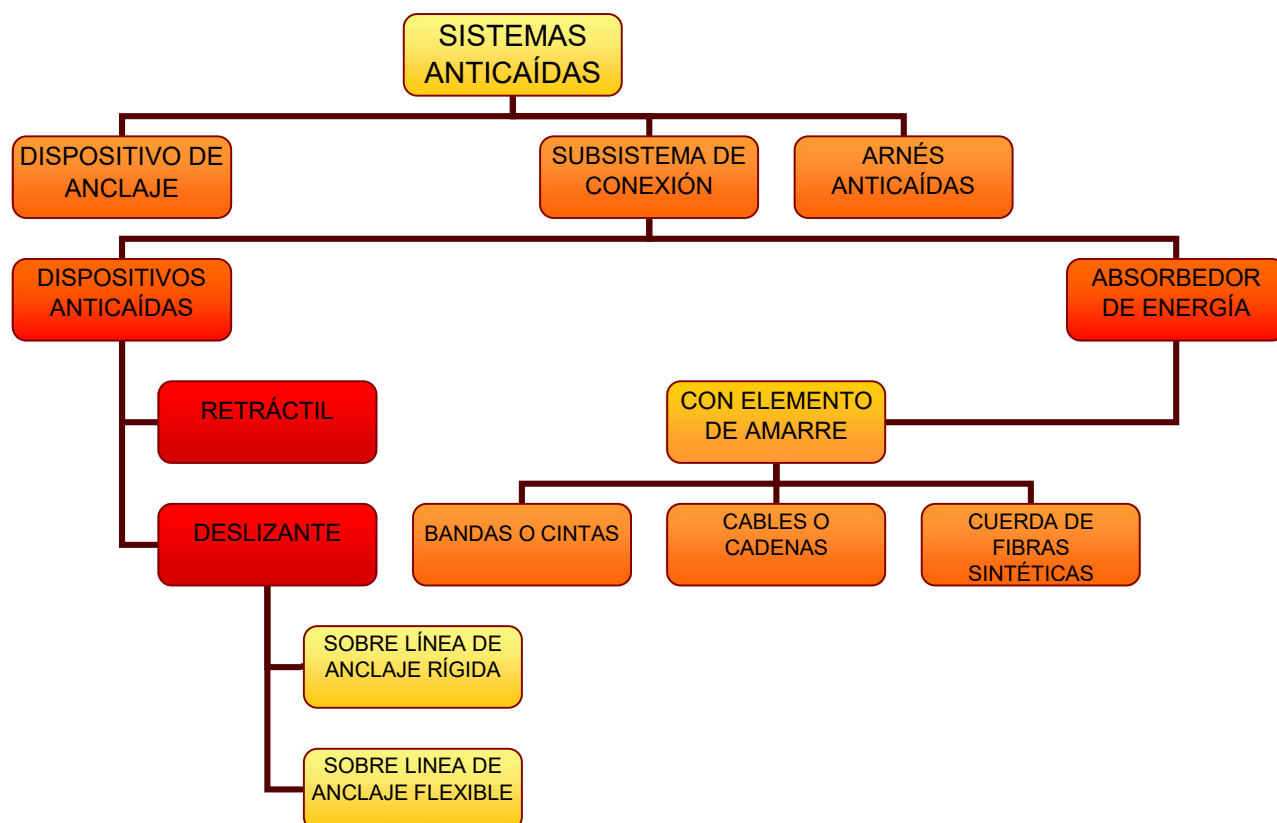 SISTEMAS
ANTICAÍDAS
DISPOSITIVO DE
ANCLAJE
SUBSISTEMA DE
CONEXIÓN
ARNÉS
ANTICAÍDAS
DISPOSITIVOS
ANTICAÍDAS
ABSORBEDOR
DE ENERGÍA
RETRÁCTIL
CON ELEMENTO
DE AMARRE
DESLIZANTE
BANDAS O CINTAS
CABLES O
CADENAS
CUERDA DE
FIBRAS
SINTÉTICAS
SOBRE LÍNEA DE
ANCLAJE RÍGIDA
SOBRE LINEA DE
ANCLAJE FLEXIBLE